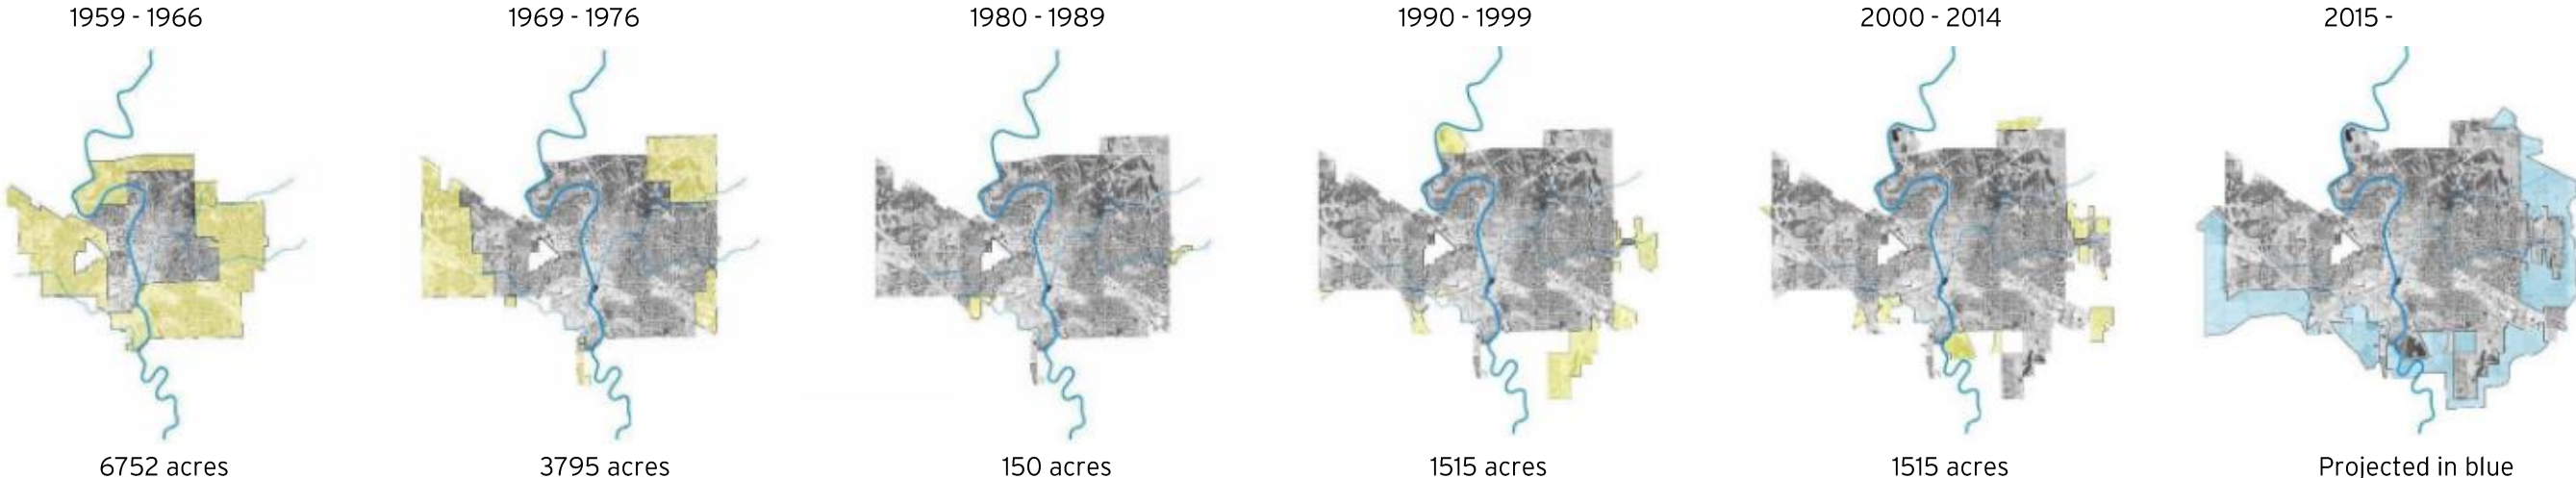 1959 - 1966
1969 - 1976
1980 - 1989
1990 - 1999
2000 - 2014
2015 -
6752 acres
3795 acres
150 acres
1515 acres
1515 acres
Projected in blue